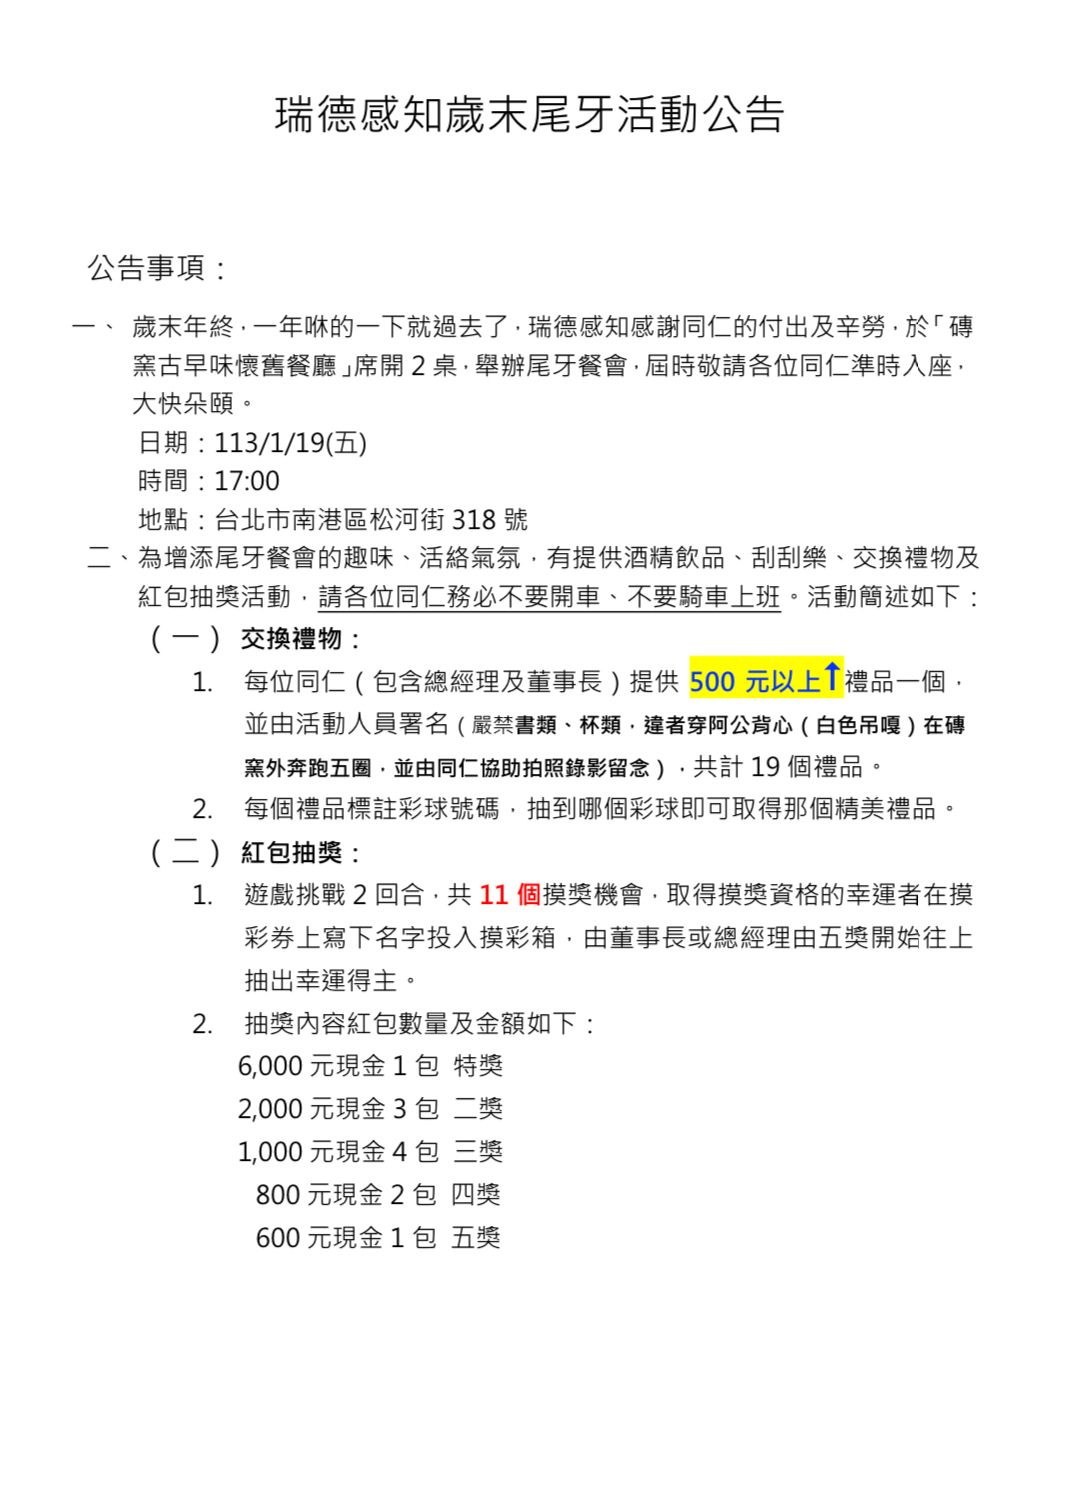 瑞德感知歲末尾牙活動公告
公告事項：
一、 歲末年終，一年咻的一下就過去了，瑞德感知感謝同仁的付出及辛勞，於「磚
窯古早味懷舊餐廳」席開 2 桌，舉辦尾牙餐會，屆時敬請各位同仁準時入座，
大快朵頤。
日期：113/1/19(五)
時間：17:00
地點：台北市南港區松河街 318 號
二、為增添尾牙餐會的趣味、活絡氣氛，有提供酒精飲品、刮刮樂、交換禮物及
紅包抽獎活動，請各位同仁務必不要開車、不要騎車上班。活動簡述如下：
（一） 交換禮物：
1. 每位同仁（包含總經理及董事長）提供 500 元以上↑禮品一個，
並由活動人員署名（嚴禁書類、杯類，違者穿阿公背心（白色吊嘎）在磚
窯外奔跑五圈，並由同仁協助拍照錄影留念），共計 19 個禮品。
2. 每個禮品標註彩球號碼，抽到哪個彩球即可取得那個精美禮品。
（二） 紅包抽獎：
1. 遊戲挑戰 2 回合，共 11 個摸獎機會，取得摸獎資格的幸運者在摸
彩券上寫下名字投入摸彩箱，由董事長或總經理由五獎開始往上
抽出幸運得主。
2. 抽獎內容紅包數量及金額如下：
6,000 元現金 1 包 特獎
2,000 元現金 3 包 二獎
1,000 元現金 4 包 三獎
800 元現金 2 包 四獎
600 元現金 1 包 五獎